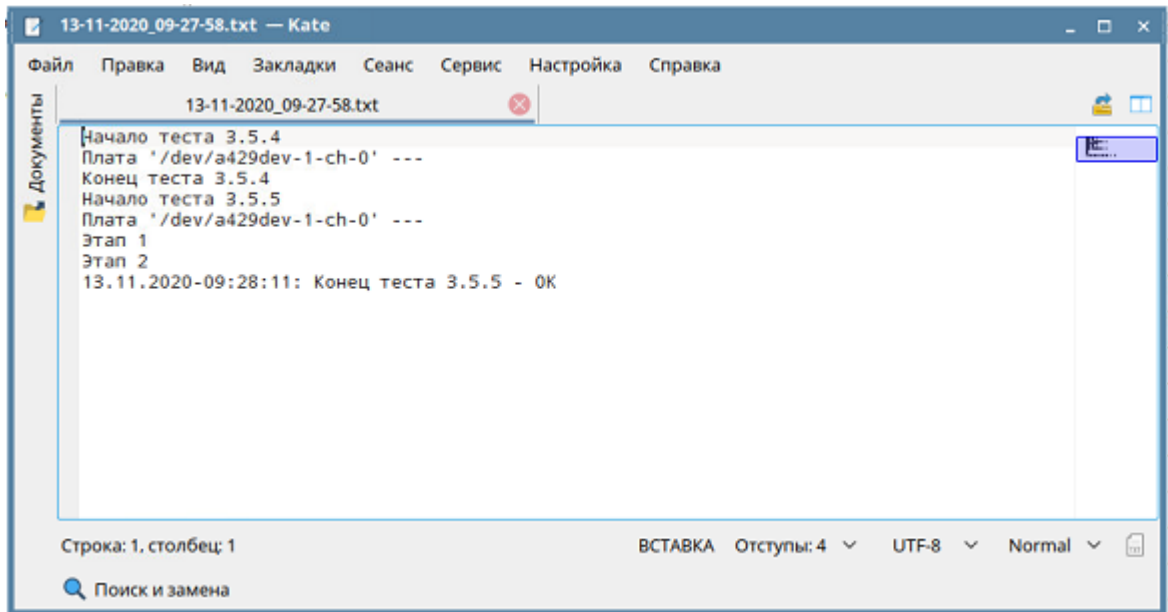 13-11-2020_09-27-58.txt — Kate
Файл Правка Вид Закладки Сеанс Сервис Настройка Справка
13-11-2020_09-27-58.txt
Документы
Начало теста 3.5.4
Плата '/dev/a429dev-1-ch-0' ---
Конец теста 3.5.4
Начало теста 3.5.5
Плата '/dev/a429dev-1-ch-0' ---
Этап 1
Этап 2
13.11.2020-09:28:11: Конец теста 3.5.5 - OK
Строка: 1, столбец: 1 ВСТАВКА Отступы: 4 UTF-8 Normal
Поиск и замена